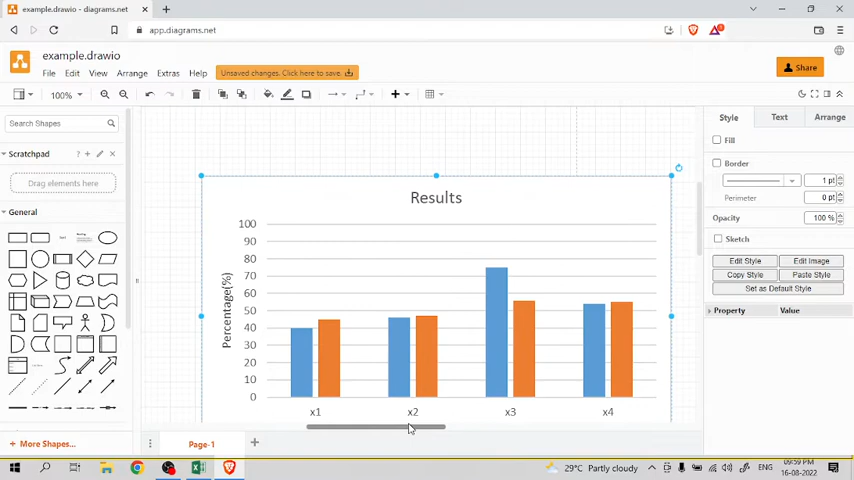 example.drawio - diagrams.net
app.diagrams.net
example.drawio
File Edit View Arrange Extras Help
Unsaved changes. Click here to save.
Share
100%
Search Shapes
Scratchpad
Drag elements here
General
More Shapes...
Results
Percentage(%)
100
90
80
70
60
50
40
30
20
10
0
x1 x2 x3 x4
Page-1
Style Text Arrange
Fill
Border
1 pt
Perimeter 0 pt
Opacity 100 %
Sketch
Edit Style Edit Image
Copy Style Paste Style
Set as Default Style
Property Value
29°C Partly cloudy
ENG
09:59 PM
16-08-2022